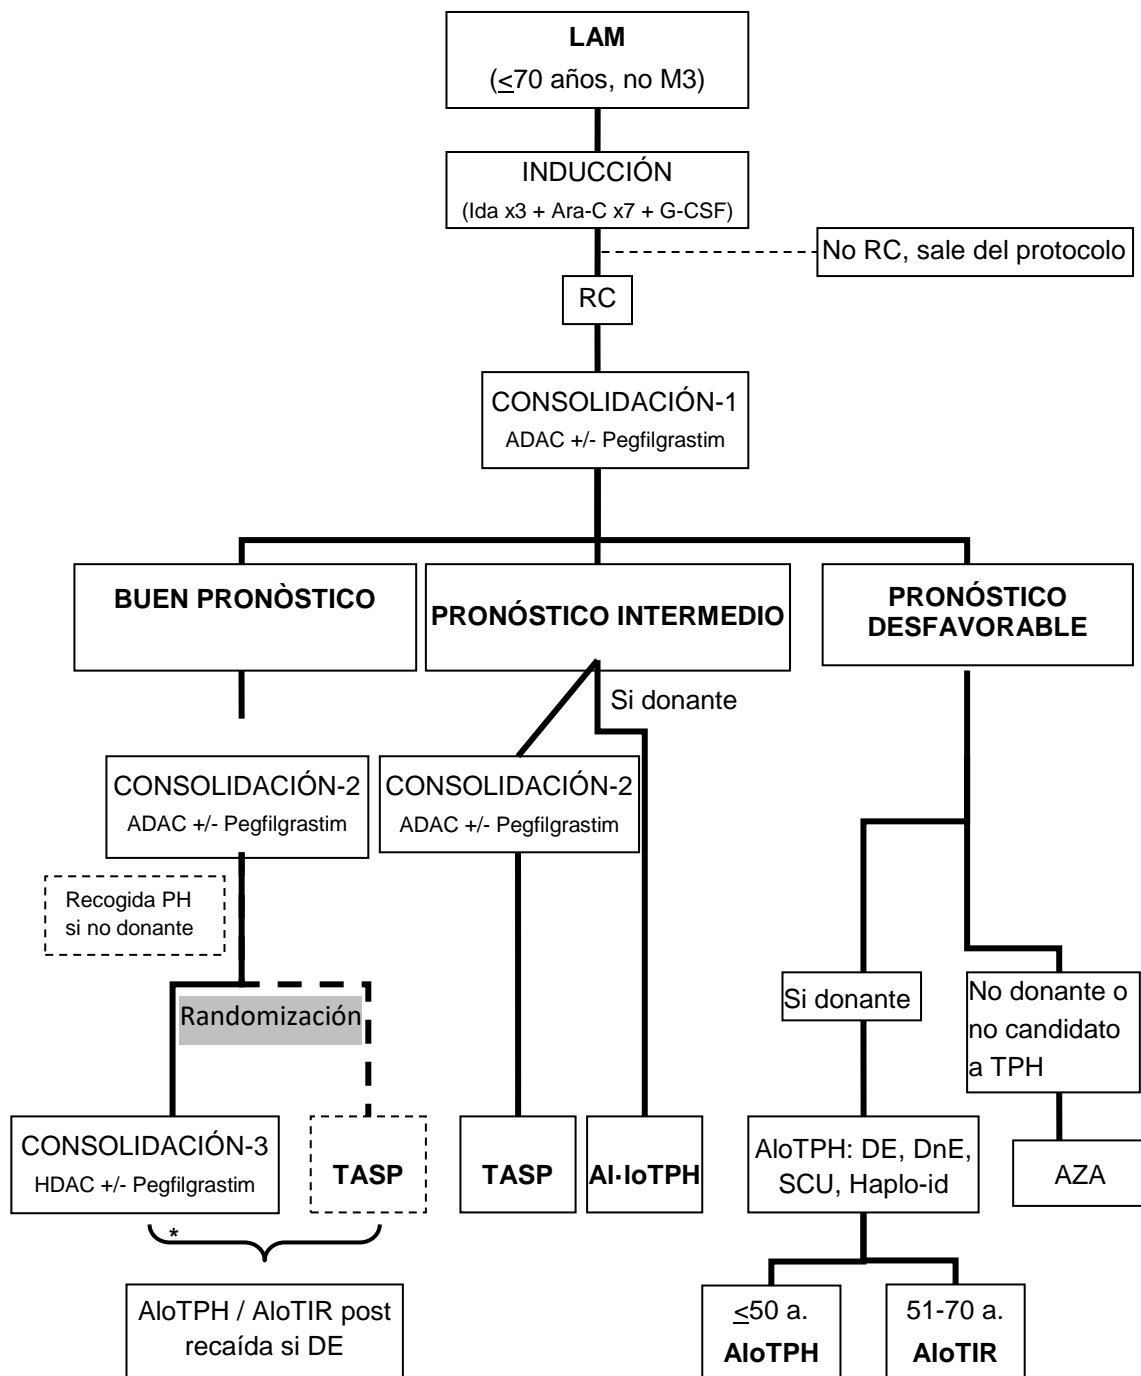 LAM
(≤70 años, no M3)
INDUCCIÓN
(Ida x3 + Ara-C x7 + G-CSF)
No RC, sale del protocolo
RC
CONSOLIDACIÓN-1
ADAC +/- Pegfilgrastim
BUEN PRONÒSTICO
PRONÓSTICO INTERMEDIO
PRONÓSTICO
DESFAVORABLE
Si donante
CONSOLIDACIÓN-2
ADAC +/- Pegfilgrastim
CONSOLIDACIÓN-2
ADAC +/- Pegfilgrastim
Recogida PH
si no donante
Randomización
Si donante
No donante o
no candidato
a TPH
CONSOLIDACIÓN-3
HDAC +/- Pegfilgrastim
TASP
TASP
Al·loTPH
AloTPH: DE, DnE,
SCU, Haplo-id
AZA
*
AloTPH / AloTIR post
recaída si DE
≤50 a.
AloTPH
51-70 a.
AloTIR